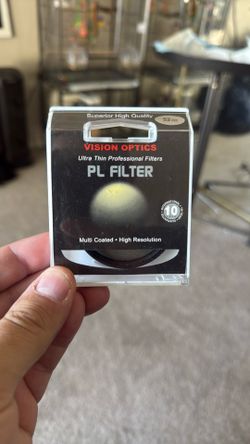 Superior High Quality
VISION OPTICS
Ultra Thin Professional Filters
PL FILTER
10
Multi Coated • High Resolution